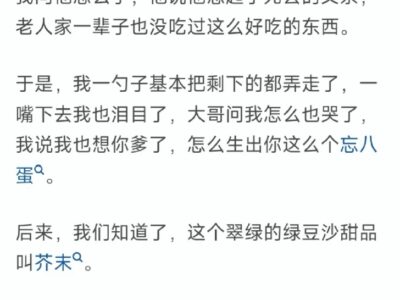 老人家一辈子也没吃过这么好吃的东西。
于是，我一勺子基本把剩下的都弄走了，一
嘴下去我也泪目了，大哥问我怎么也哭了，
我说我也想你爹了，怎么生出你这么个忘八
蛋。
后来，我们知道了，这个翠绿的绿豆沙甜品
叫芥末。